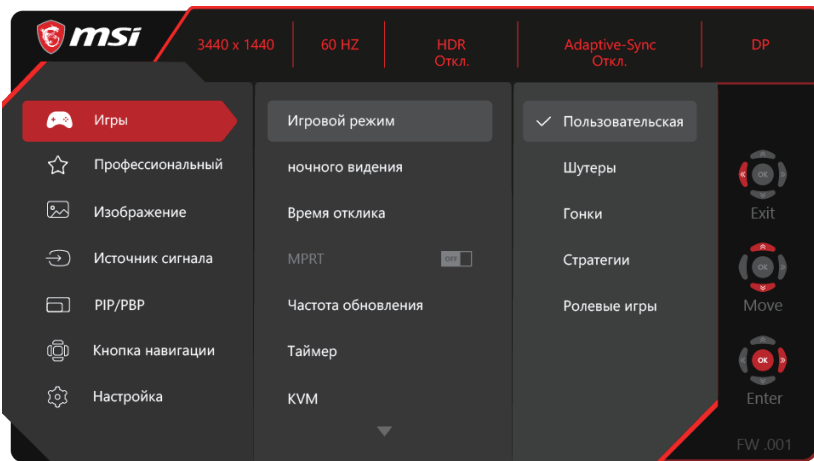 msi
3440 x 1440
60 HZ
HDR
Откл.
Adaptive-Sync
Откл.
DP
Игры
Профессиональный
Изображение
Источник сигнала
PIP/PBP
Кнопка навигации
Настройка
Игровой режим
ночного видения
Время отклика
MPRT
OFF
Частота обновления
Таймер
KVM
Пользовательская
Шутеры
Гонки
Стратегии
Ролевые игры
OK
Exit
OK
Move
OK
Enter
FW .001